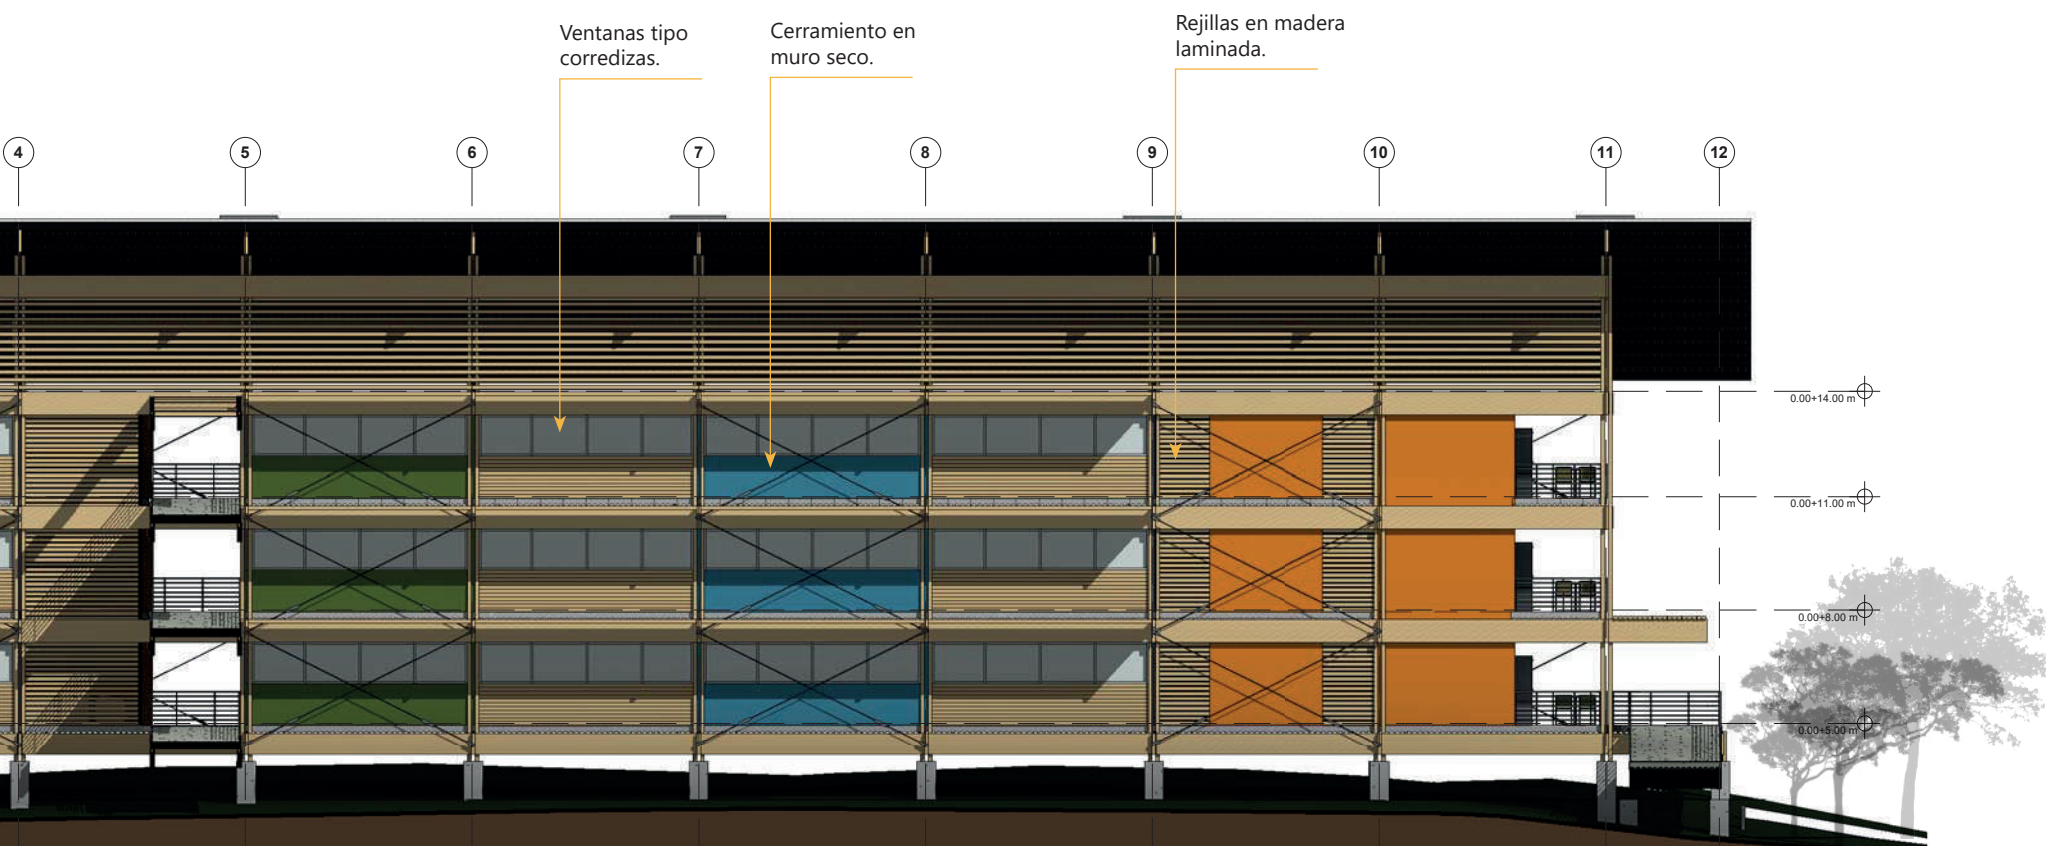 Ventanas tipo
corredizas.
Cerramiento en
muro seco.
Rejillas en madera
laminada.
4
5
6
7
8
9
10
11
12
0.00+14.00 m
0.00+11.00 m
0.00+8.00 m
0.00+5.00 m